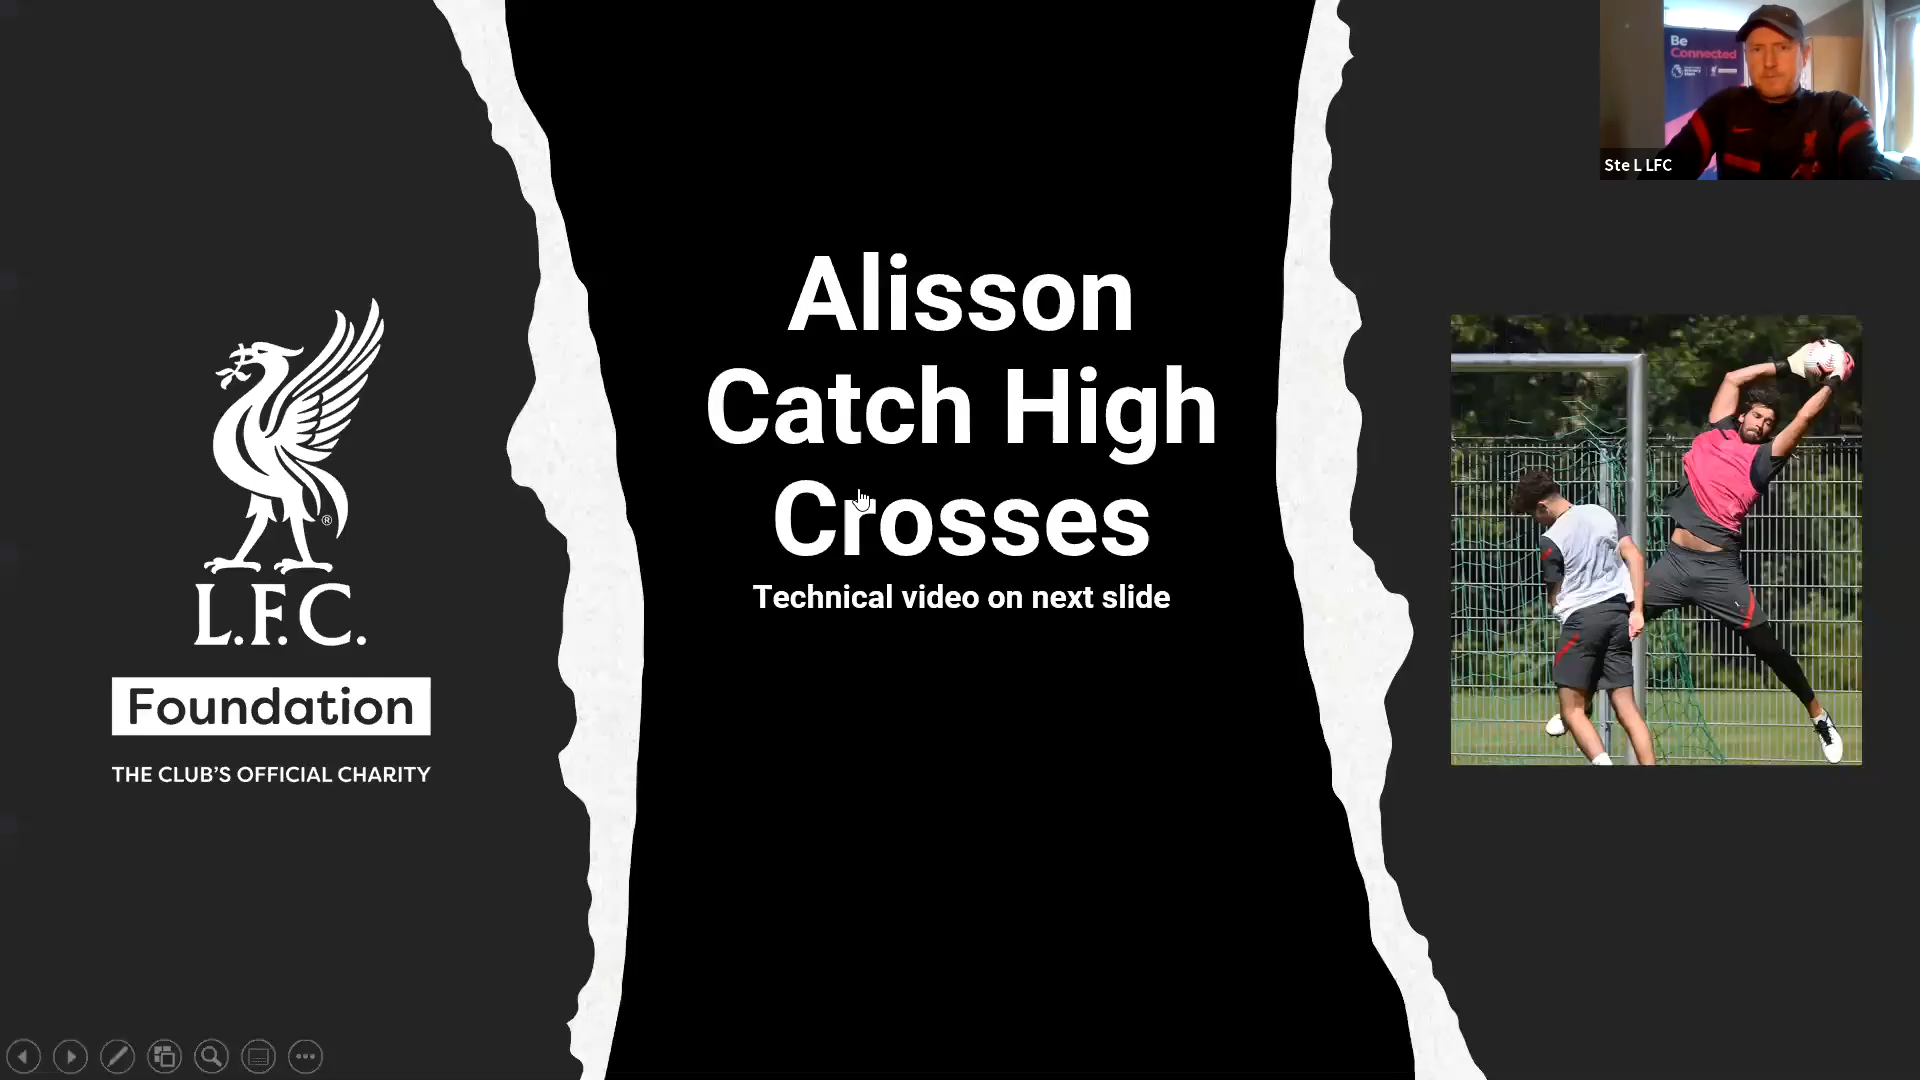 Be
Connected
Ste L LFC
Alisson
Catch High
Crosses
Technical video on next slide
®
L.F.C.
Foundation
THE CLUB'S OFFICIAL CHARITY